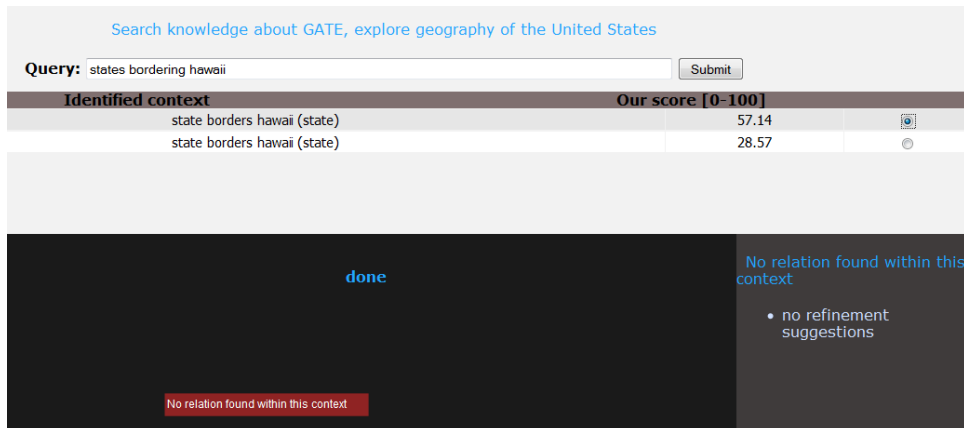 Search knowledge about GATE, explore geography of the United States
Query: states bordering hawaii Submit
Identified context Our score [0-100]
state borders hawaii (state) 57.14
state borders hawaii (state) 28.57
done
No relation found within this
context
• no refinement
suggestions
No relation found within this context